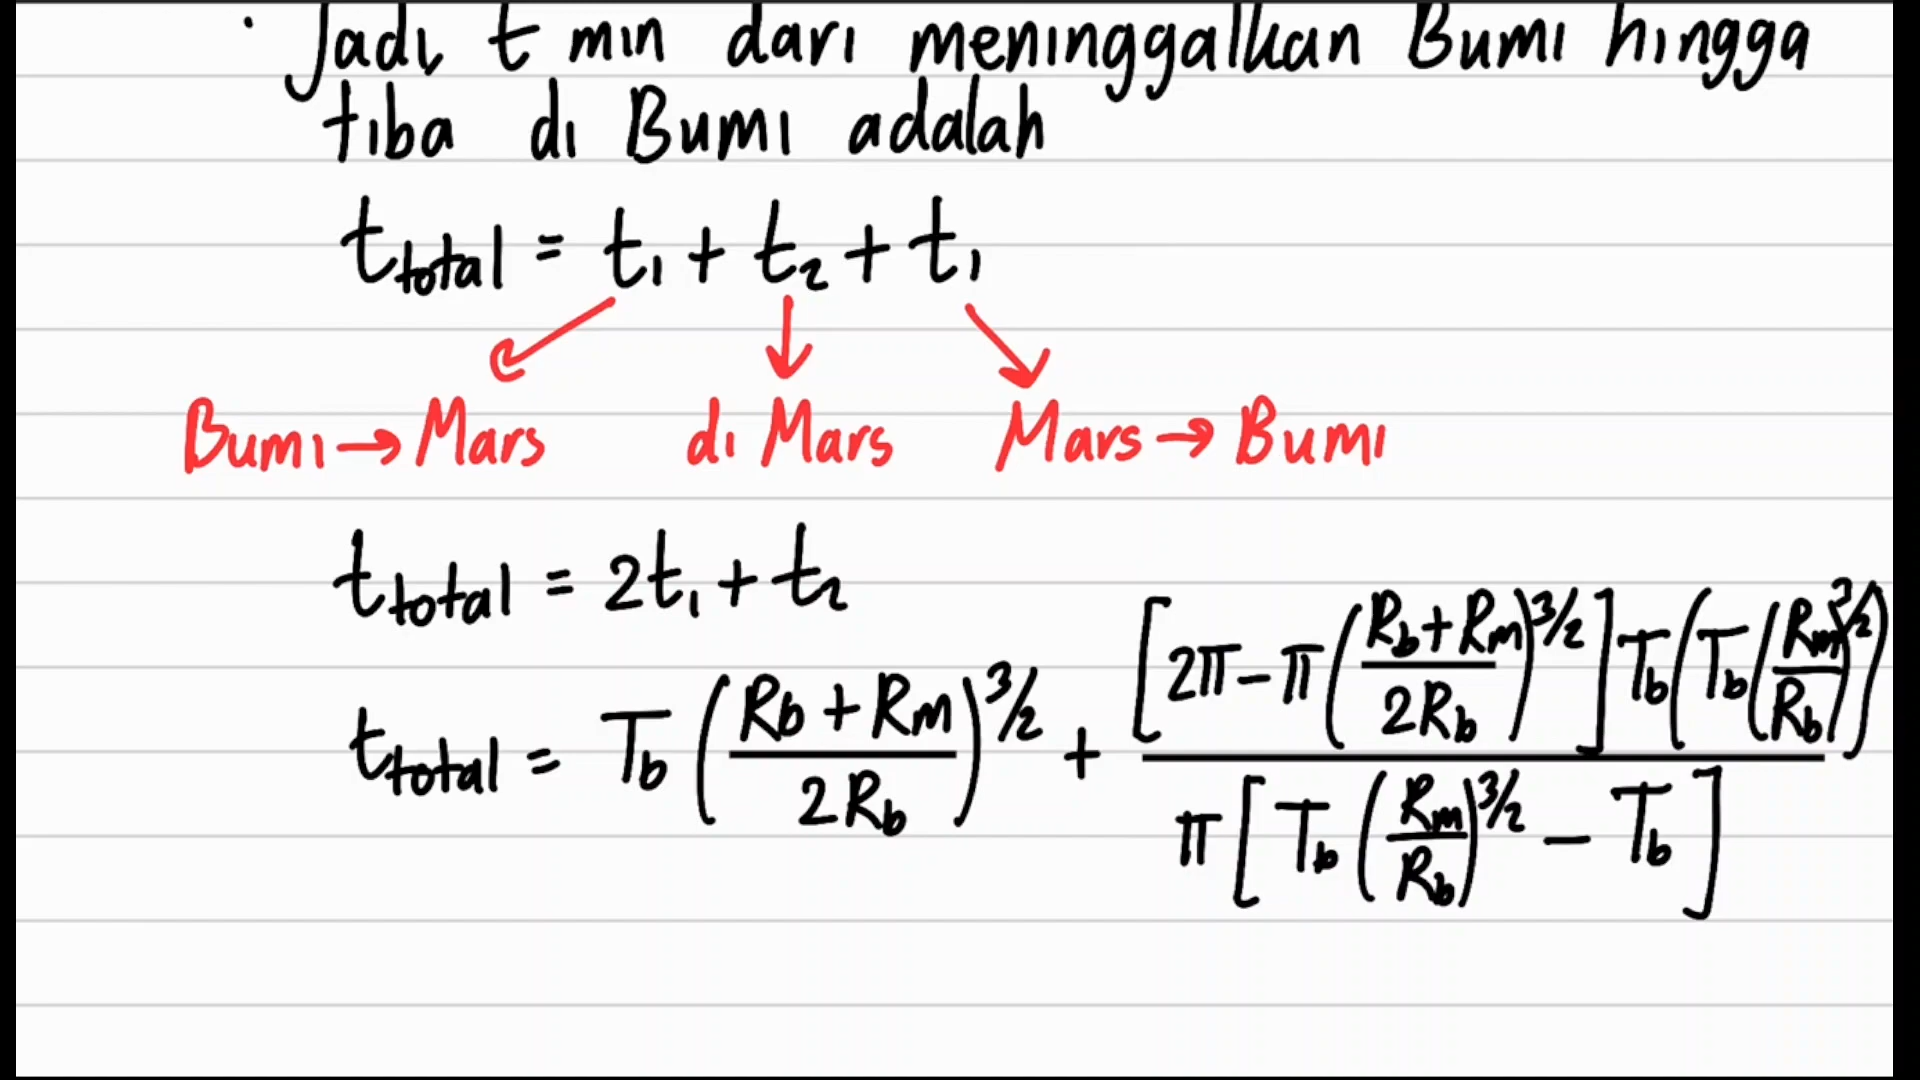 · Jadi, t min dari meninggalkan Bumi hingga
tiba di Bumi adalah
t_total = t₁ + t₂ + t₁
Bumi → Mars di Mars Mars → Bumi
t_total = 2t₁ + t₂
t_total = T_b ((R_b + R_m)/(2R_b))^(3/2) + [2π - π((R_b + R_m)/(2R_b))^(3/2)] T_b (T_b (R_m/R_b)^(3/2)) / π[T_b (R_m/R_b)^(3/2) - T_b]